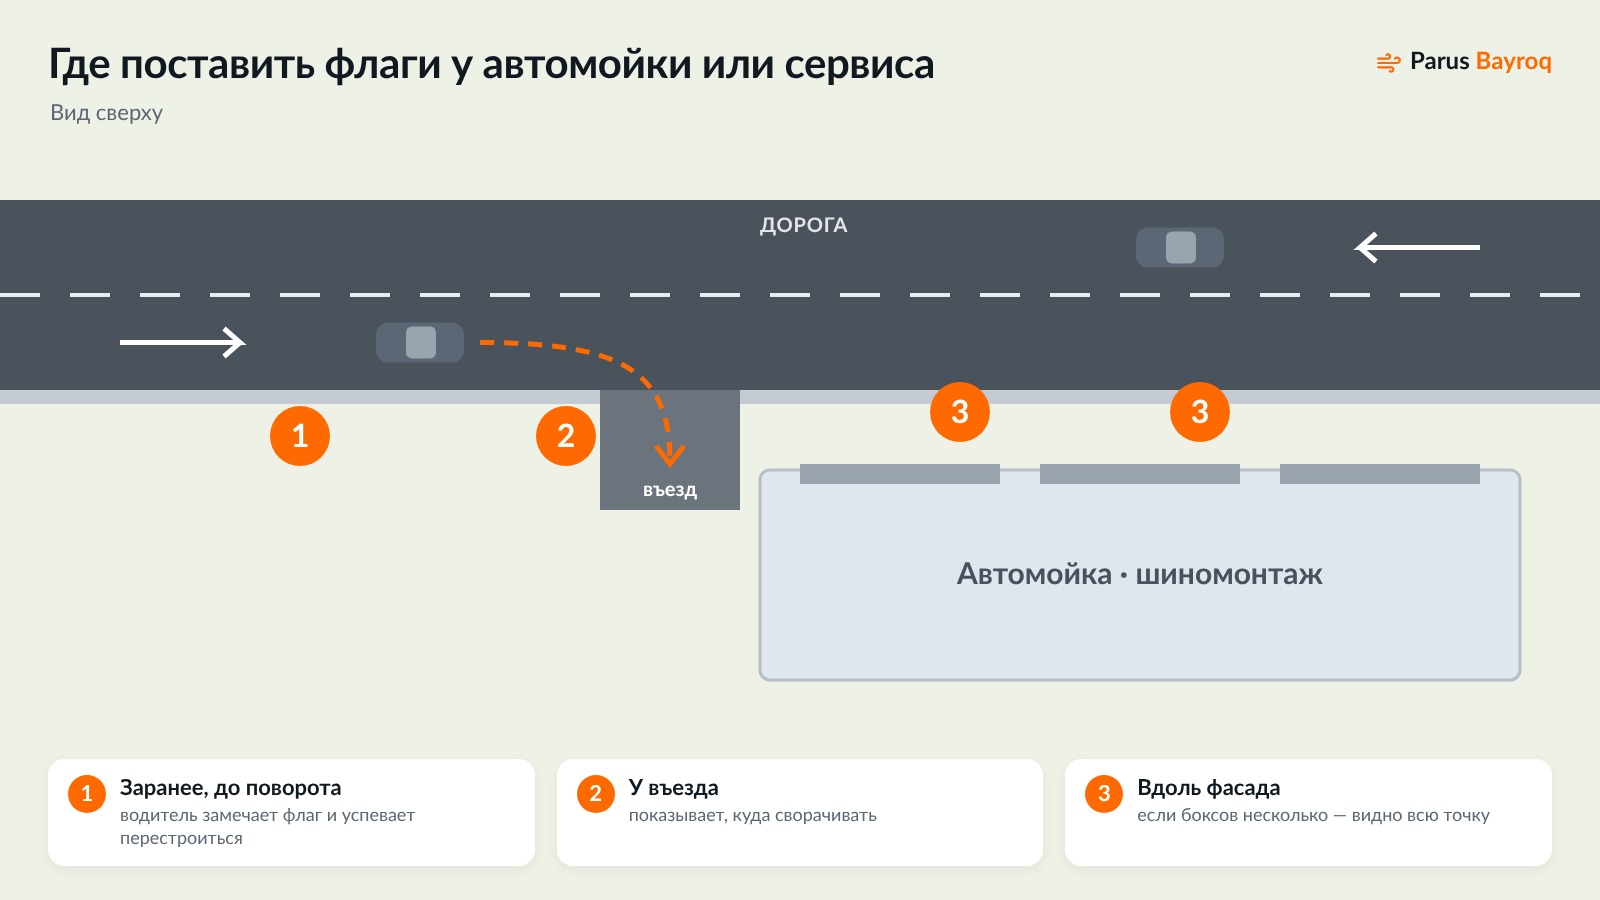 Где поставить флаги у автомойки или сервиса
Parus Bayroq
Вид сверху
ДОРОГА
1
2
3
3
въезд
Автомойка · шиномонтаж
1
Заранее, до поворота
водитель замечает флаг и успевает
перестроиться
2
У въезда
показывает, куда сворачивать
3
Вдоль фасада
если боксов несколько — видно всю точку